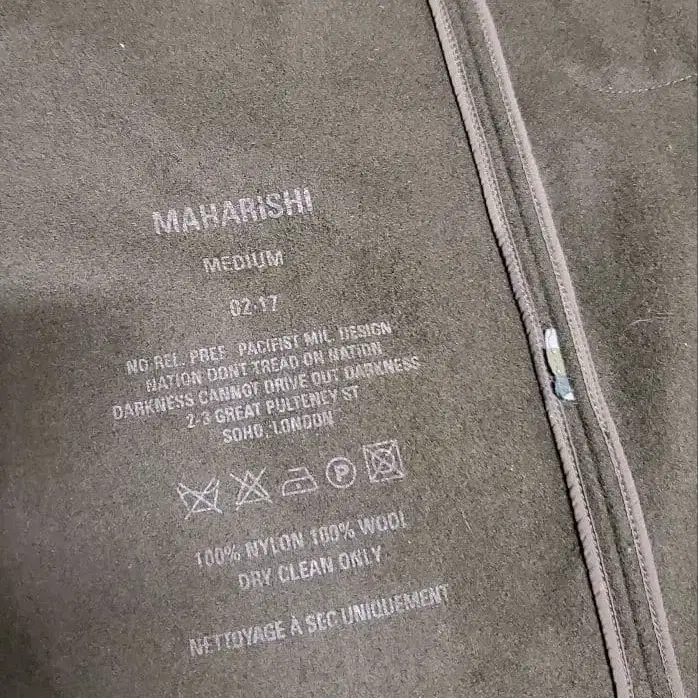 MAHARISHI
MEDIUM
02-17
NO REL. PREF. PACIFIST MIL. DESIGN
NATION DONT TREAD ON NATION
DARKNESS CANNOT DRIVE OUT DARKNESS
2-3 GREAT PULTENEY ST
SOHO, LONDON
P
100% NYLON 100% WOOL
DRY CLEAN ONLY
NETTOYAGE À SEC UNIQUEMENT